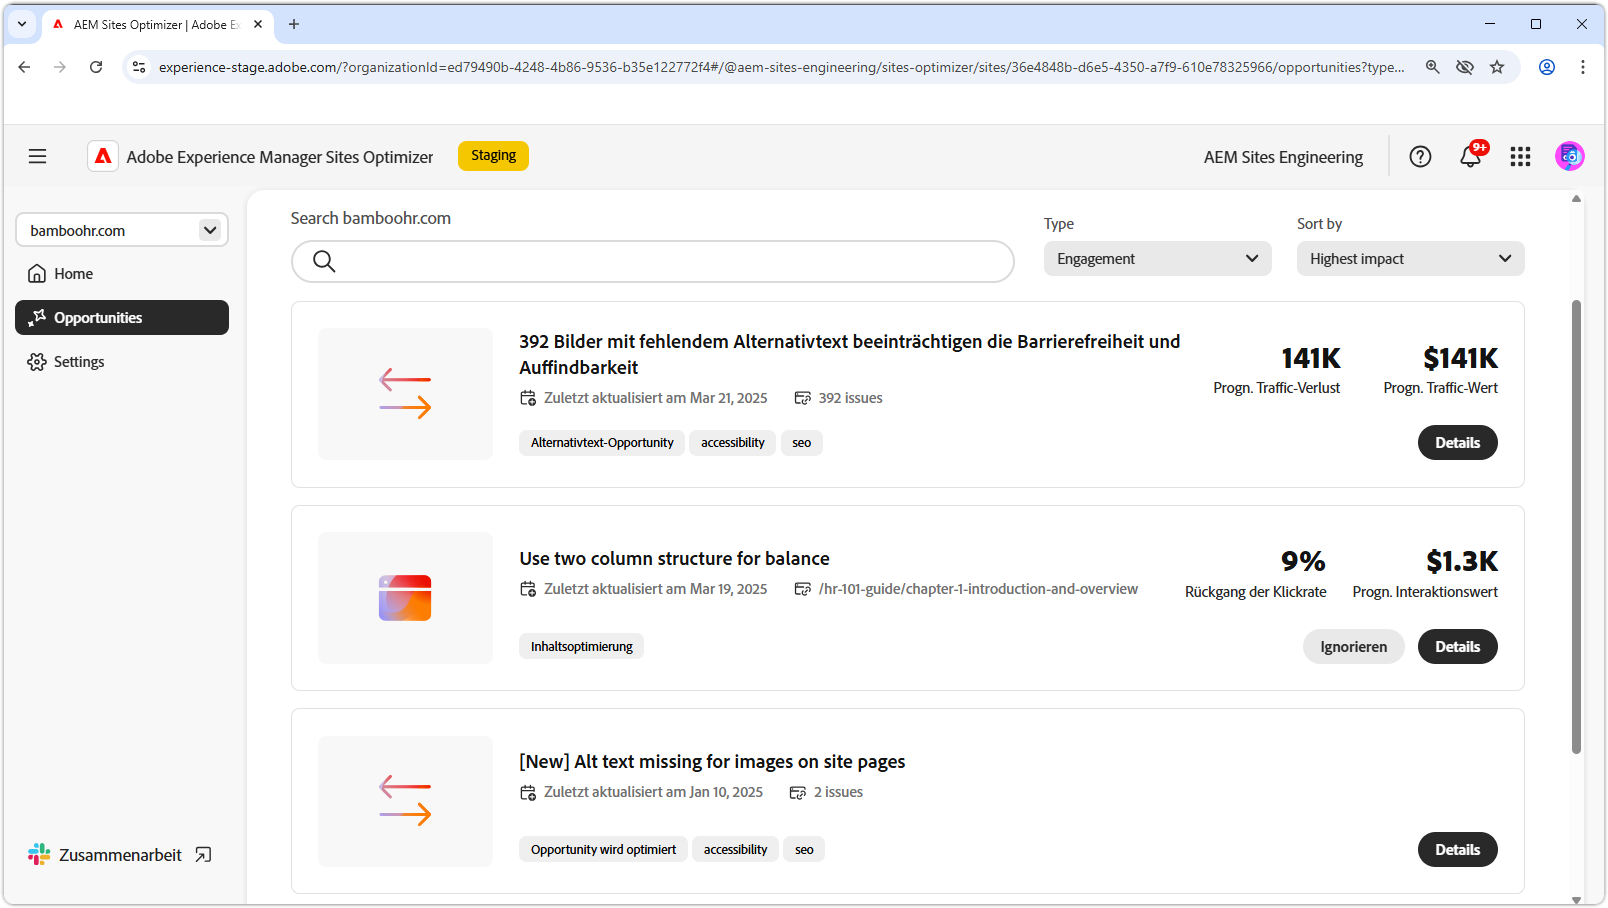 AEM Sites Optimizer | Adobe Ex
experience-stage.adobe.com/?organizationId=ed79490b-4248-4b86-9536-b35e122772f4#/@aem-sites-engineering/sites-optimizer/sites/36e4848b-d6e5-4350-a7f9-610e78325966/opportunities?type...
Adobe Experience Manager Sites Optimizer
Staging
AEM Sites Engineering
9+
bamboohr.com
Home
Opportunities
Settings
Zusammenarbeit
Search bamboohr.com
Type
Engagement
Sort by
Highest impact
392 Bilder mit fehlendem Alternativtext beeinträchtigen die Barrierefreiheit und
Auffindbarkeit
Zuletzt aktualisiert am Mar 21, 2025
392 issues
Alternativtext-Opportunity
accessibility
seo
141K
Progn. Traffic-Verlust
$141K
Progn. Traffic-Wert
Details
Use two column structure for balance
Zuletzt aktualisiert am Mar 19, 2025
/hr-101-guide/chapter-1-introduction-and-overview
Inhaltsoptimierung
9%
Rückgang der Klickrate
$1.3K
Progn. Interaktionswert
Ignorieren
Details
[New] Alt text missing for images on site pages
Zuletzt aktualisiert am Jan 10, 2025
2 issues
Opportunity wird optimiert
accessibility
seo
Details